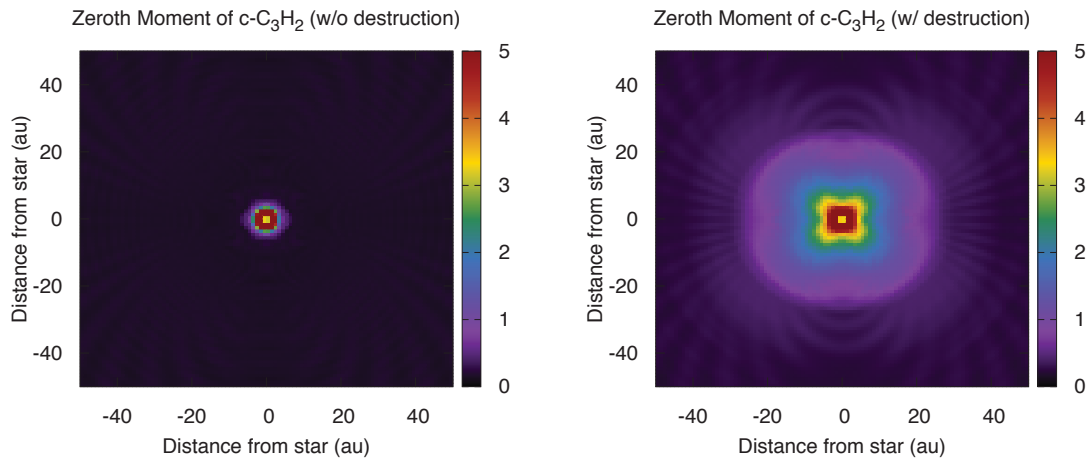 Zeroth Moment of c-C₃H₂ (w/o destruction)
Distance from star (au)
40
20
0
-20
-40
-40 -20 0 20 40
Distance from star (au)
5
4
3
2
1
0
Zeroth Moment of c-C₃H₂ (w/ destruction)
Distance from star (au)
40
20
0
-20
-40
-40 -20 0 20 40
Distance from star (au)
5
4
3
2
1
0